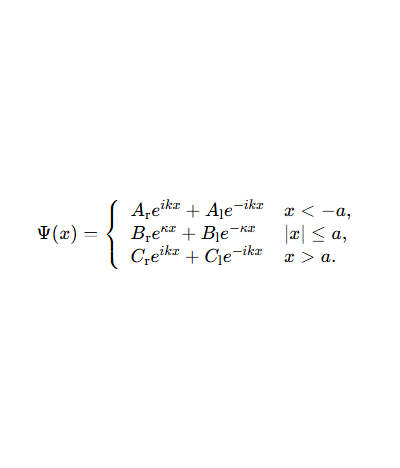 Ψ(x) = { A_r e^{ikx} + A_l e^{-ikx}   x < -a,
B_r e^{κx} + B_l e^{-κx}   |x| ≤ a,
C_r e^{ikx} + C_l e^{-ikx}   x > a.